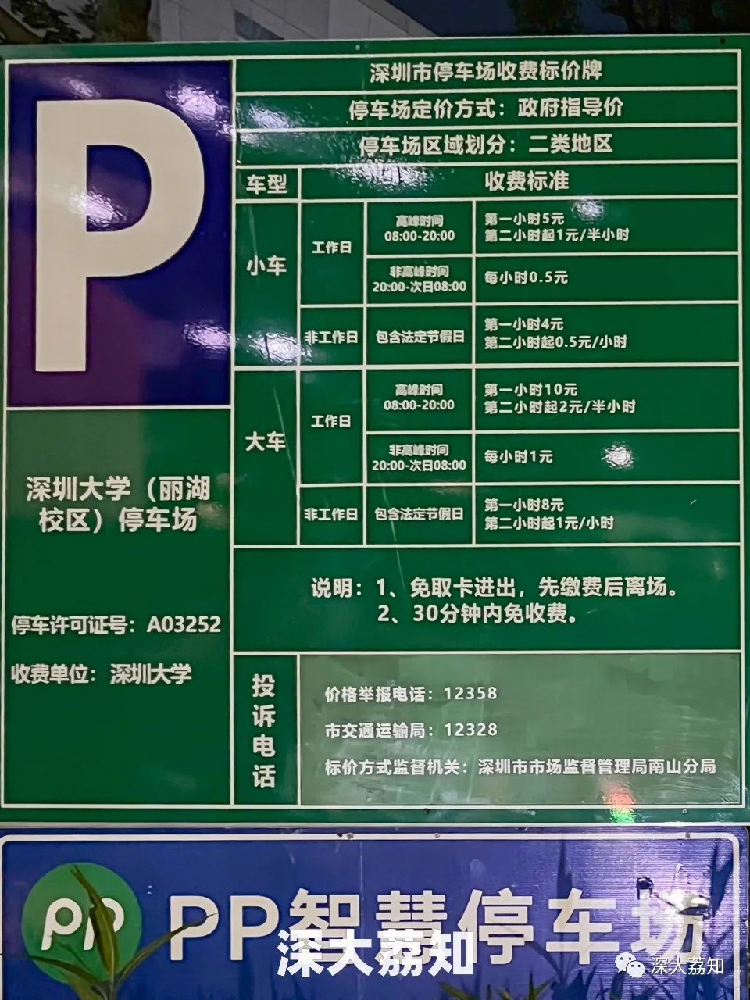 P
深圳市停车场收费标价牌
停车场定价方式：政府指导价
停车场区域划分：二类地区
车型
收费标准
小车
工作日
高峰时间
08:00-20:00
第一小时5元
第二小时起1元/半小时
非高峰时间
20:00-次日08:00
每小时0.5元
非工作日
包含法定节假日
第一小时4元
第二小时起0.5元/小时
大车
工作日
高峰时间
08:00-20:00
第一小时10元
第二小时起2元/半小时
非高峰时间
20:00-次日08:00
每小时1元
非工作日
包含法定节假日
第一小时8元
第二小时起1元/小时
深圳大学（丽湖
校区）停车场
停车许可证号：A03252
收费单位：深圳大学
说明：1、免取卡进出，先缴费后离场。
2、30分钟内免收费。
投诉电话
价格举报电话：12358
市交通运输局：12328
标价方式监督机关：深圳市市场监督管理局南山分局
PP
PP智慧停车场
深大荔知
深大荔知